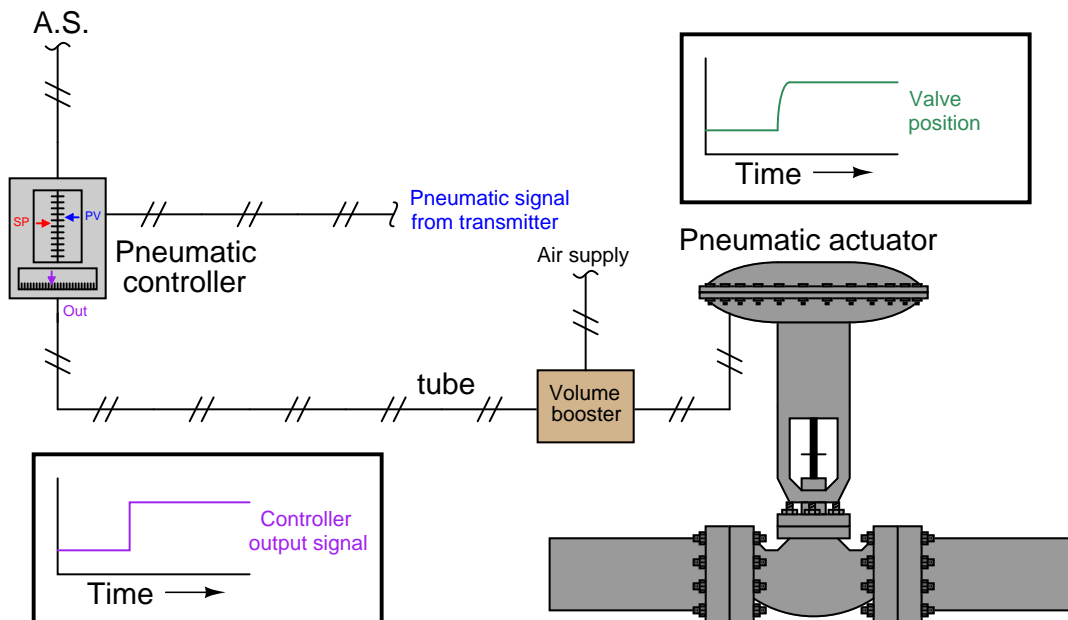 A.S.
Valve
position
Time
SP
PV
Pneumatic signal
from transmitter
Pneumatic
controller
Out
Air supply
Pneumatic actuator
tube
Volume
booster
Controller
output signal
Time